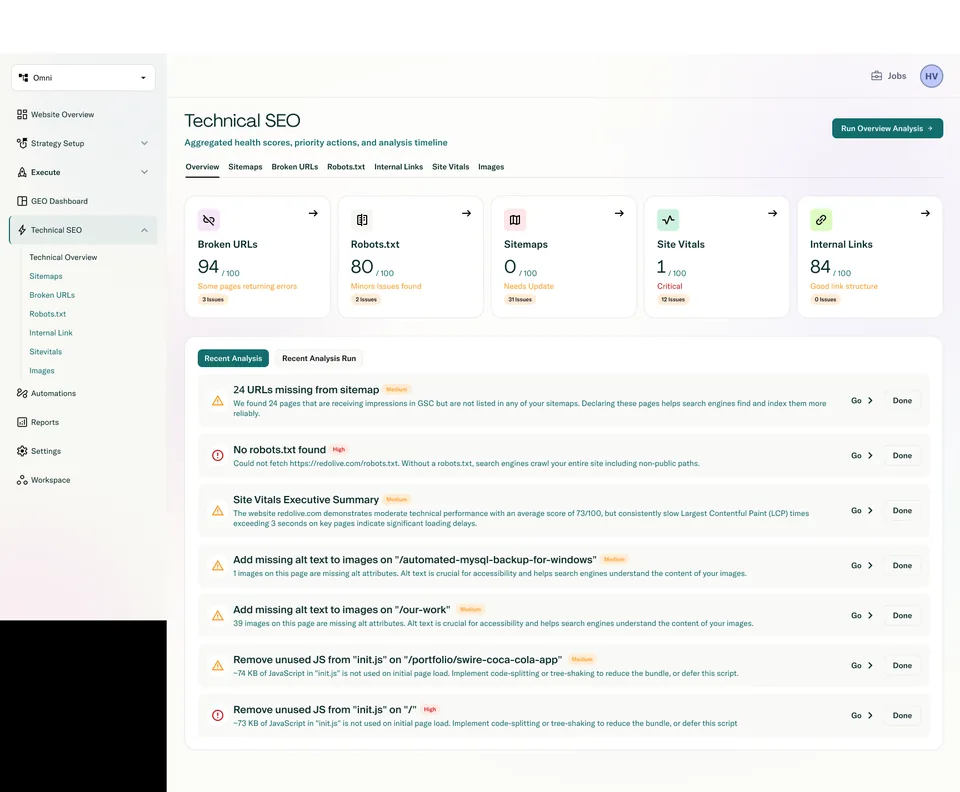 Omni
Jobs
HV
Website Overview
Strategy Setup
Execute
GEO Dashboard
Technical SEO
Technical Overview
Sitemaps
Broken URLs
Robots.txt
Internal Link
Sitevitals
Images
Automations
Reports
Settings
Workspace
Technical SEO
Aggregated health scores, priority actions, and analysis timeline
Run Overview Analysis
Overview Sitemaps Broken URLs Robots.txt Internal Links Site Vitals Images
Broken URLs
94 / 100
Some pages returning errors
3 Issues
Robots.txt
80 / 100
Minors Issues found
2 Issues
Sitemaps
0 / 100
Needs Update
31 Issues
Site Vitals
1 / 100
Critical
12 Issues
Internal Links
84 / 100
Good link structure
0 Issues
Recent Analysis Recent Analysis Run
24 URLs missing from sitemap Medium
We found 24 pages that are receiving impressions in GSC but are not listed in any of your sitemaps. Declaring these pages helps search engines find and index them more
reliably.
Go Done
No robots.txt found High
Could not fetch https://redolive.com/robots.txt. Without a robots.txt, search engines crawl your entire site including non-public paths.
Go Done
Site Vitals Executive Summary Medium
The website redolive.com demonstrates moderate technical performance with an average score of 73/100, but consistently slow Largest Contentful Paint (LCP) times
exceeding 3 seconds on key pages indicate significant loading delays.
Go Done
Add missing alt text to images on "/automated-mysql-backup-for-windows" Medium
1 images on this page are missing alt attributes. Alt text is crucial for accessibility and helps search engines understand the content of your images.
Go Done
Add missing alt text to images on "/our-work" Medium
39 images on this page are missing alt attributes. Alt text is crucial for accessibility and helps search engines understand the content of your images.
Go Done
Remove unused JS from "init.js" on "/portfolio/swire-coca-cola-app" Medium
~74 KB of JavaScript in "init.js" is not used on initial page load. Implement code-splitting or tree-shaking to reduce the bundle, or defer this script.
Go Done
Remove unused JS from "init.js" on "/" High
~73 KB of JavaScript in "init.js" is not used on initial page load. Implement code-splitting or tree-shaking to reduce the bundle, or defer this script
Go Done